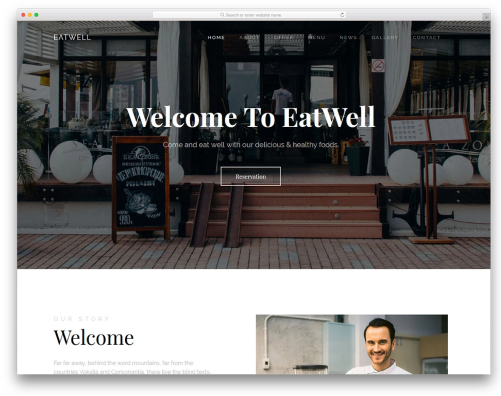 Search or enter website name
EATWELL
HOME ABOUT OFFER MENU NEWS GALLERY CONTACT
Welcome To EatWell
Come and eat well with our delicious & healthy foods.
Reservation
OUR STORY
Welcome
Far far away, behind the word mountains, far from the
countries Vokalia and Consonantia, there live the blind texts.